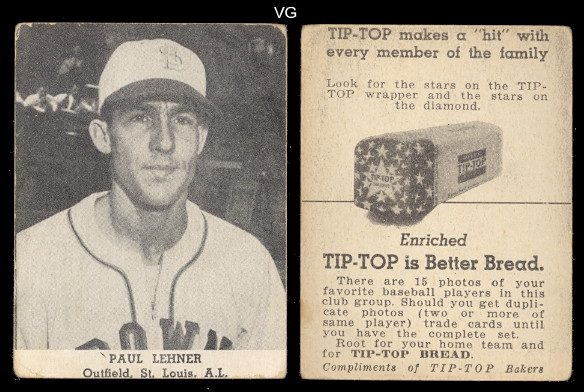 VG
STL
ROW
PAUL LEHNER
Outfield, St. Louis, A.L.
TIP-TOP makes a "hit" with
every member of the family
Look for the stars on the TIP-
TOP wrapper and the stars on
the diamond.
TIP-TOP
TIP-TOP
Enriched
TIP-TOP is Better Bread.
There are 15 photos of your
favorite baseball players in this
club group. Should you get dupli-
cate photos (two or more of
same player) trade cards until
you have the complete set.
Root for your home team and
for TIP-TOP BREAD.
Compliments of TIP-TOP Bakers